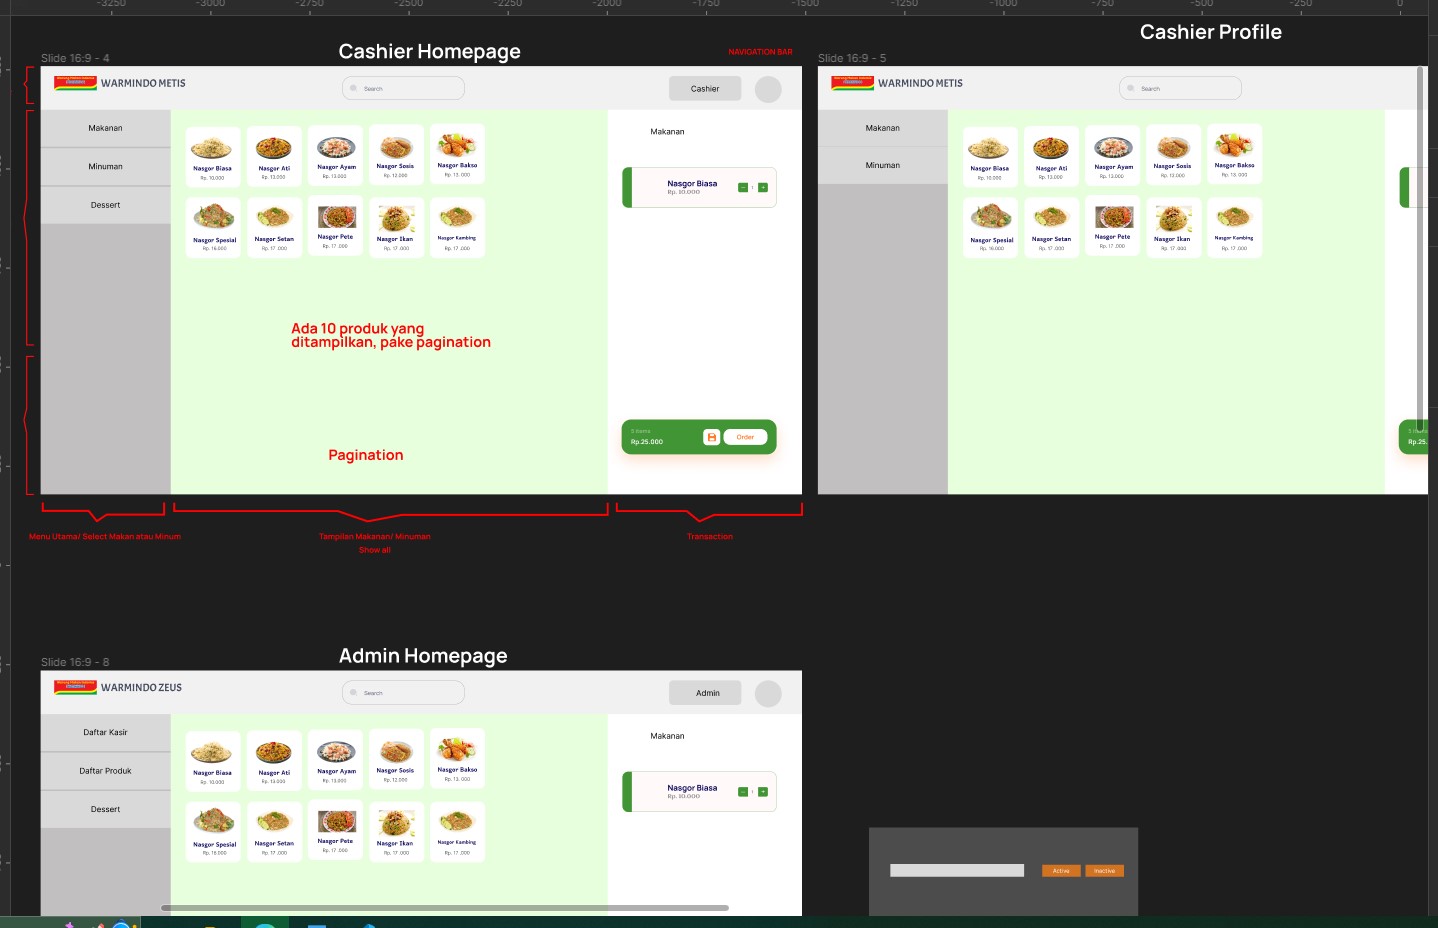 -3250
-3000
-2750
-2500
-2250
-2000
-1750
-1500
-1250
-1000
-750
-500
-250
0
Cashier Homepage
NAVIGATION BAR
Cashier Profile
Slide 16:9 - 4
Slide 16:9 - 5
WARMINDO METIS
Search
Cashier
Makanan
Minuman
Dessert
Nasgor Biasa
Rp. 10.000
Nasgor Ati
Rp. 13.000
Nasgor Ayam
Rp. 13.000
Nasgor Sosis
Rp. 12.000
Nasgor Bakso
Rp. 13. 000
Nasgor Spesial
Rp. 16.000
Nasgor Setan
Rp. 17 .000
Nasgor Pete
Rp. 17 .000
Nasgor Ikan
Rp. 17 .000
Nasgor Kambing
Rp. 17 .000
Ada 10 produk yang
ditampilkan, pake pagination
Pagination
Makanan
Nasgor Biasa
Rp. 10.000
- 1 +
5 items
Rp.25.000
Order
Menu Utama/ Select Makan atau Minum
Tampilan Makanan/ Minuman
Show all
Transaction
WARMINDO METIS
Search
Makanan
Minuman
Nasgor Biasa
Rp. 10.000
Nasgor Ati
Rp. 13.000
Nasgor Ayam
Rp. 13.000
Nasgor Sosis
Rp. 12.000
Nasgor Bakso
Rp. 13. 000
Nasgor Spesial
Rp. 16.000
Nasgor Setan
Rp. 17 .000
Nasgor Pete
Rp. 17 .000
Nasgor Ikan
Rp. 17 .000
Nasgor Kambing
Rp. 17 .000
Rp.25.
Admin Homepage
Slide 16:9 - 8
WARMINDO ZEUS
Search
Admin
Daftar Kasir
Daftar Produk
Dessert
Nasgor Biasa
Rp. 10.000
Nasgor Ati
Rp. 13.000
Nasgor Ayam
Rp. 13.000
Nasgor Sosis
Rp. 12.000
Nasgor Bakso
Rp. 13. 000
Nasgor Spesial
Rp. 16.000
Nasgor Setan
Rp. 17 .000
Nasgor Pete
Rp. 17 .000
Nasgor Ikan
Rp. 17 .000
Nasgor Kambing
Rp. 17 .000
Makanan
Nasgor Biasa
Rp. 10.000
- 1 +
Active
Inactive